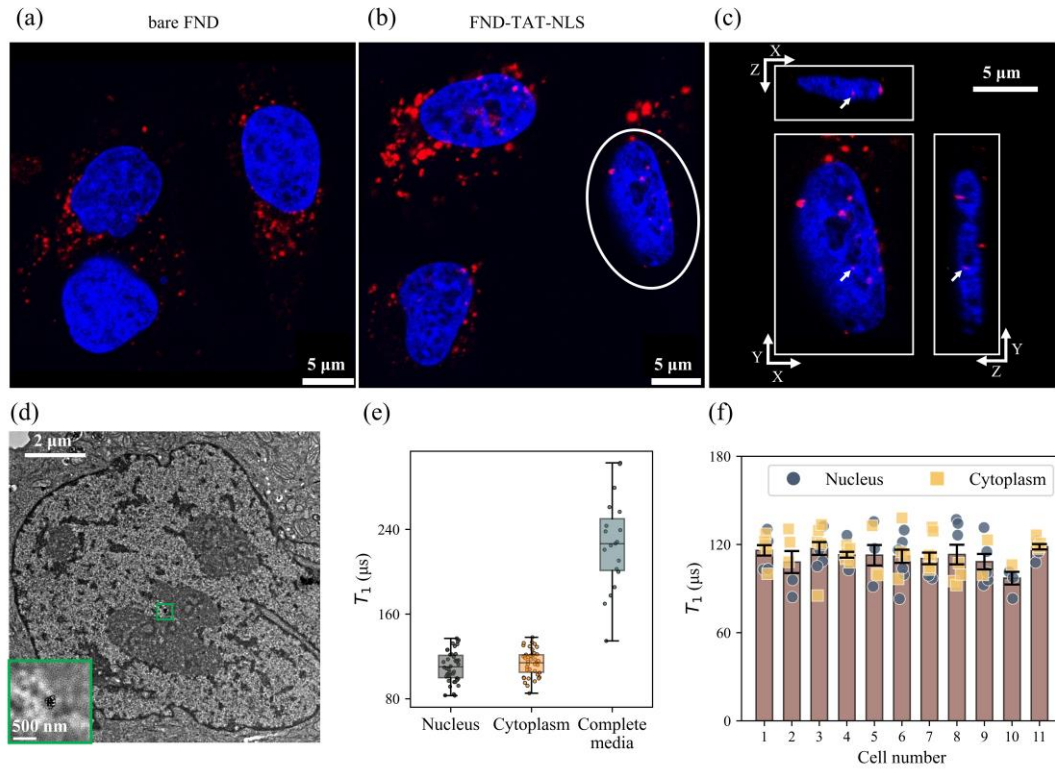 (a)
bare FND
(b)
FND-TAT-NLS
(c)
5 μm
5 μm
X
Z
5 μm
Y
X
Y
Z
(d)
2 μm
500 nm
(e)
T₁ (μs)
240
160
80
Nucleus
Cytoplasm
Complete
media
(f)
T₁ (μs)
180
120
60
0
Nucleus
Cytoplasm
1 2 3 4 5 6 7 8 9 10 11
Cell number